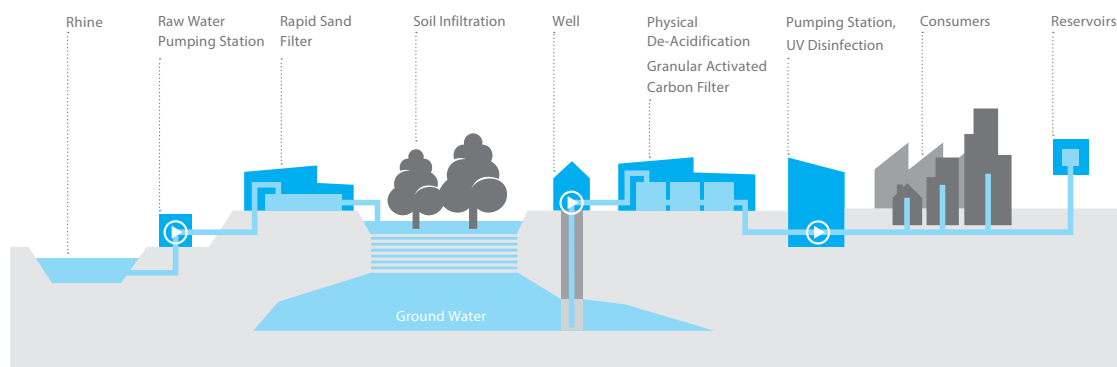 Rhine
Raw Water
Pumping Station
Rapid Sand
Filter
Soil Infiltration
Well
Physical
De-Acidification
Granular Activated
Carbon Filter
Pumping Station,
UV Disinfection
Consumers
Reservoirs
Ground Water